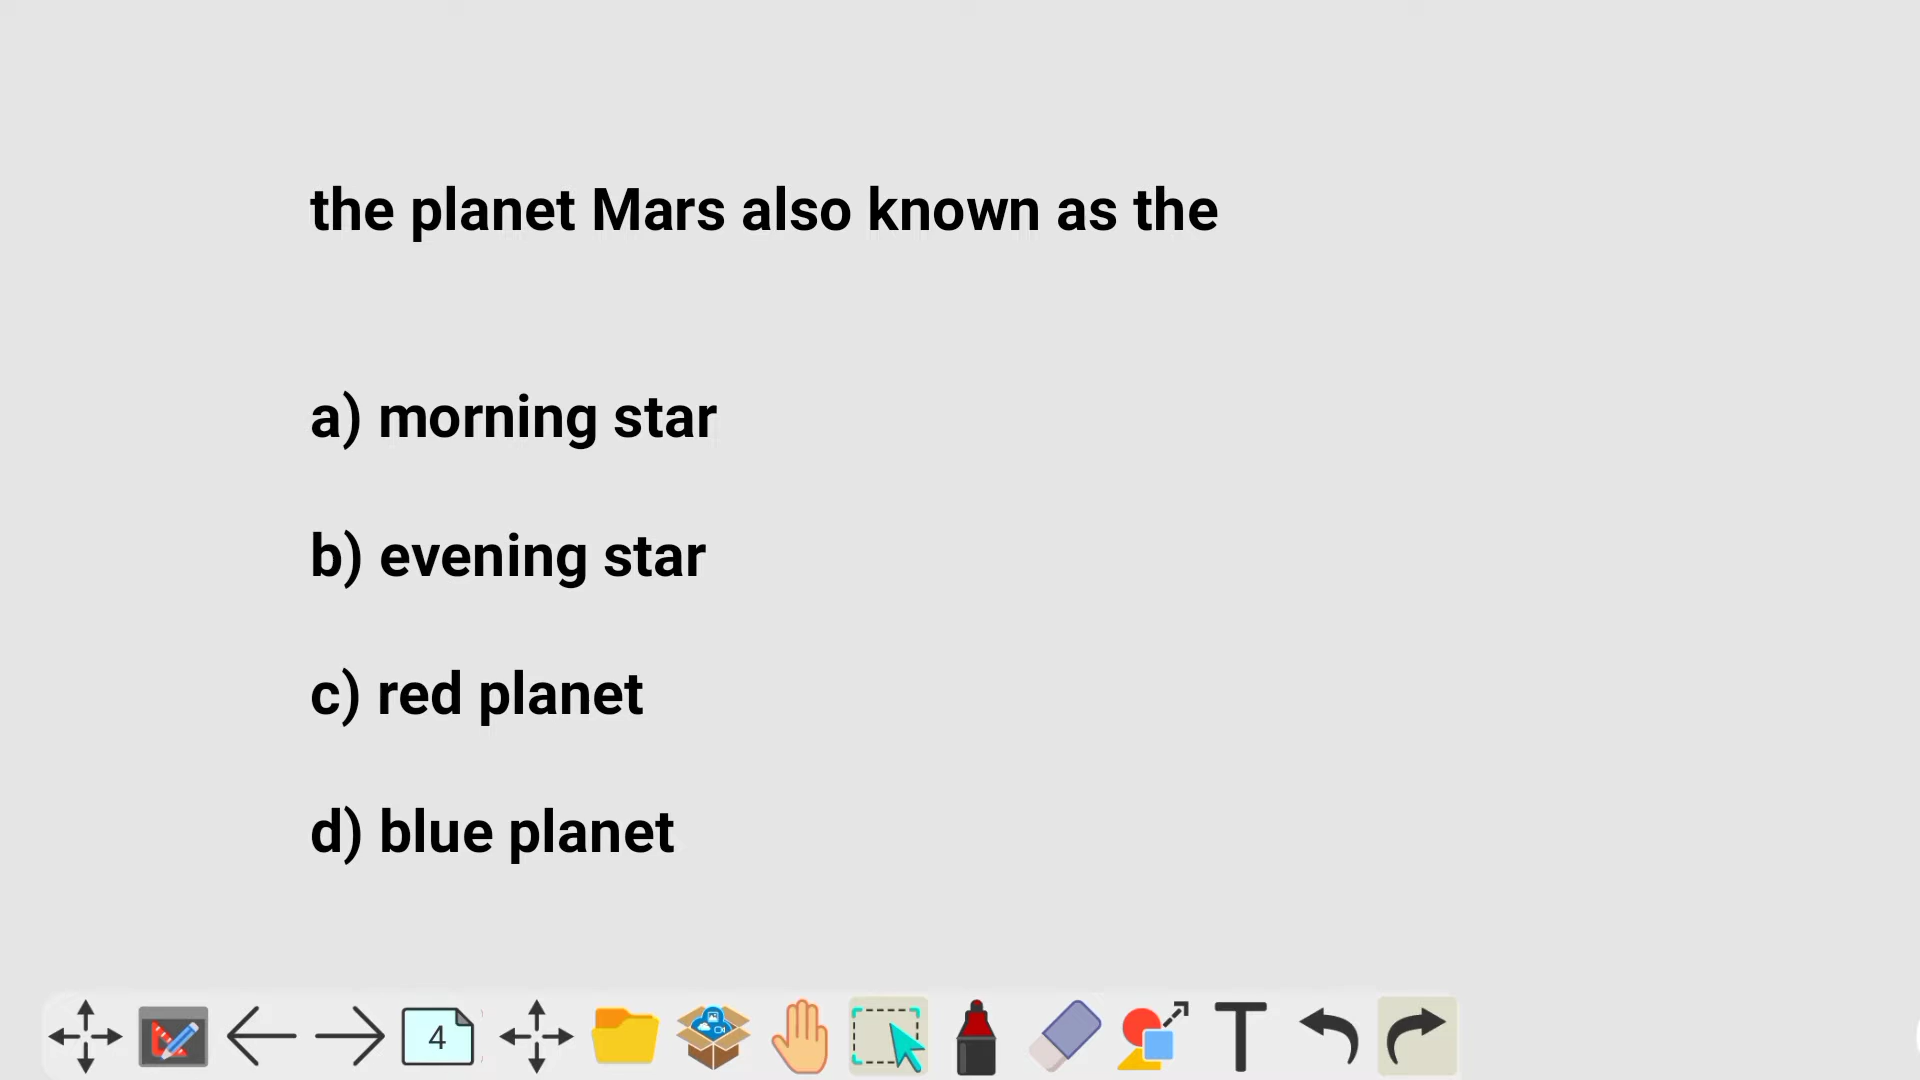 the planet Mars also known as the
a) morning star
b) evening star
c) red planet
d) blue planet
4